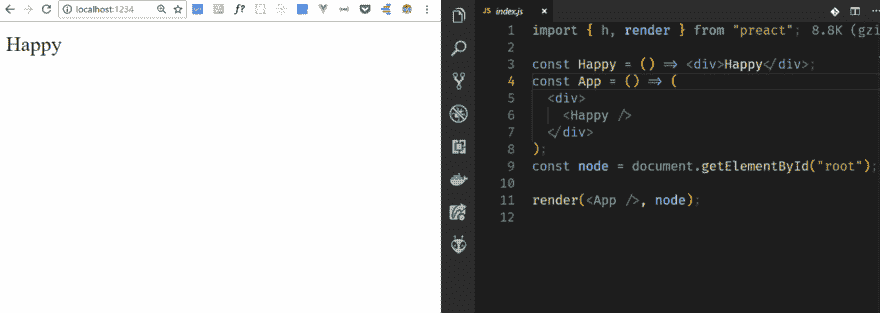 localhost:1234
f?
Happy
JS index.js ×
1 import { h, render } from "preact"; 8.8K (gzi
2
3 const Happy = () => <div>Happy</div>;
4 const App = () => (
5 <div>
6 <Happy />
7 </div>
8 );
9 const node = document.getElementById("root");
10
11 render(<App />, node);
12